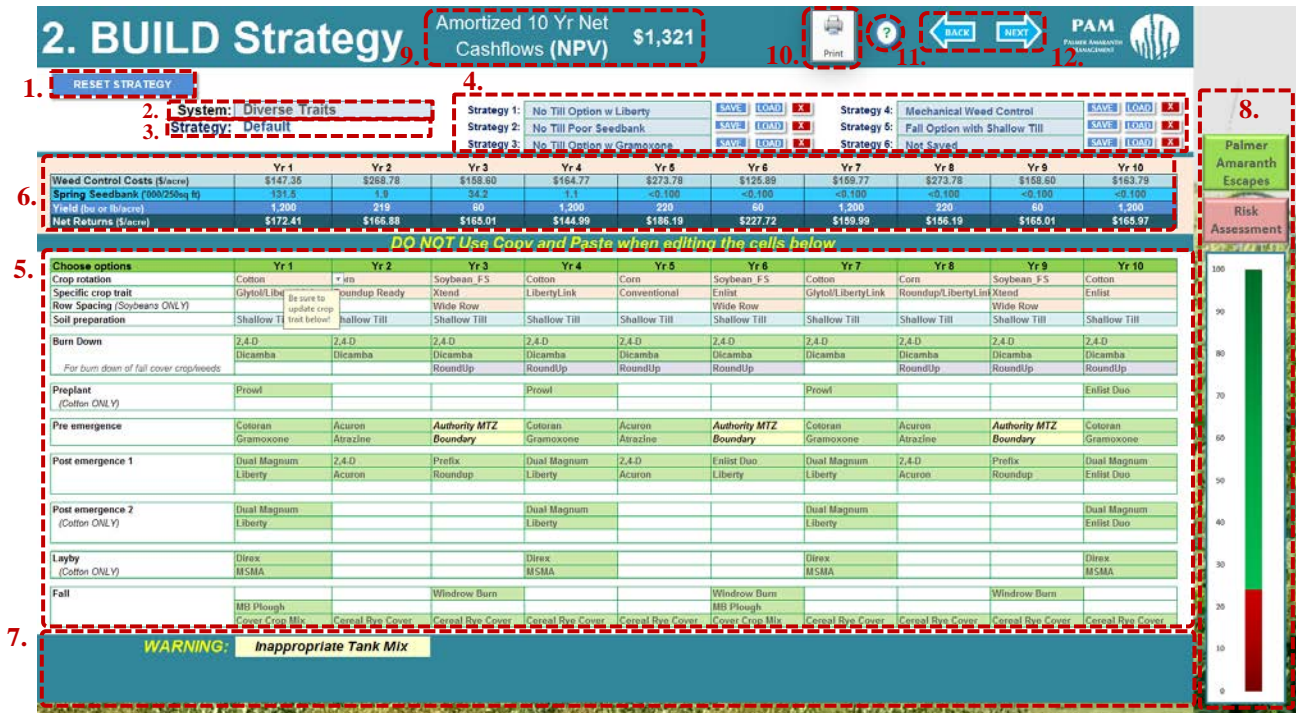 2. BUILD Strategy
Amortized 10 Yr Net
Cashflows (NPV)
$1,321
9.
Print
10.
?
11.
BACK
NEXT
12.
PAM
PALMER AMARANTH
MANAGEMENT
1.
RESET STRATEGY
2.
System: Diverse Traits
3.
Strategy: Default
4.
Strategy 1: No Till Option w Liberty SAVE LOAD X
Strategy 2: No Till Poor Seedbank SAVE LOAD X
Strategy 3: No Till Option w Gramoxone SAVE LOAD X
Strategy 4: Mechanical Weed Control SAVE LOAD X
Strategy 5: Fall Option with Shallow Till SAVE LOAD X
Strategy 6: Not Saved SAVE LOAD X
6.
Yr 1 Yr 2 Yr 3 Yr 4 Yr 5 Yr 6 Yr 7 Yr 8 Yr 9 Yr 10
Weed Control Costs ($/acre) $147.35 $268.78 $158.60 $164.77 $273.78 $125.89 $159.77 $273.78 $158.60 $163.79
Spring Seedbank ('000/250sq ft) 131.5 1.9 34.2 1.1 <0.100 <0.100 <0.100 <0.100 <0.100 <0.100
Yield (bu or lb/acre) 1,200 219 60 1,200 220 60 1,200 220 60 1,200
Net Returns ($/acre) $172.41 $166.88 $165.01 $144.99 $186.19 $227.72 $159.99 $156.19 $165.01 $165.97
DO NOT Use Copy and Paste when editing the cells below
5.
Choose options Yr 1 Yr 2 Yr 3 Yr 4 Yr 5 Yr 6 Yr 7 Yr 8 Yr 9 Yr 10
Crop rotation Cotton rn Soybean_FS Cotton Corn Soybean_FS Cotton Corn Soybean_FS Cotton
Specific crop trait Glytol/Libe oundup Ready Xtend LibertyLink Conventional Enlist Glytol/LibertyLink Roundup/LibertyLin Xtend Enlist
Be sure to
update crop
trait below!
Row Spacing (Soybeans ONLY) Wide Row Wide Row Wide Row
Soil preparation Shallow Ti hallow Till Shallow Till Shallow Till Shallow Till Shallow Till Shallow Till Shallow Till Shallow Till Shallow Till
Burn Down 2,4-D 2,4-D 2,4-D 2,4-D 2,4-D 2,4-D 2,4-D 2,4-D 2,4-D 2,4-D
Dicamba Dicamba Dicamba Dicamba Dicamba Dicamba Dicamba Dicamba Dicamba Dicamba
For burn down of fall cover crop/weeds RoundUp RoundUp RoundUp RoundUp RoundUp RoundUp RoundUp
Preplant Prowl Prowl Prowl Enlist Duo
(Cotton ONLY)
Pre emergence Cotoran Acuron Authority MTZ Cotoran Acuron Authority MTZ Cotoran Acuron Authority MTZ Cotoran
Gramoxone Atrazine Boundary Gramoxone Atrazine Boundary Gramoxone Atrazine Boundary Gramoxone
Post emergence 1 Dual Magnum 2,4-D Prefix Dual Magnum 2,4-D Enlist Duo Dual Magnum 2,4-D Prefix Dual Magnum
Liberty Acuron Roundup Liberty Acuron Liberty Liberty Acuron Roundup Enlist Duo
Post emergence 2 Dual Magnum Dual Magnum Dual Magnum Dual Magnum
(Cotton ONLY) Liberty Liberty Liberty Enlist Duo
Layby Direx Direx Direx Direx
(Cotton ONLY) MSMA MSMA MSMA MSMA
Fall Windrow Burn Windrow Burn Windrow Burn
MB Plough MB Plough
Cover Crop Mix Cereal Rye Cover Cereal Rye Cover Cereal Rye Cover Cereal Rye Cover Cover Crop Mix Cereal Rye Cover Cereal Rye Cover Cereal Rye Cover Cereal Rye Cover
7.
WARNING: Inappropriate Tank Mix
8.
Palmer
Amaranth
Escapes
Risk
Assessment
100
90
80
70
60
50
40
30
20
10
0